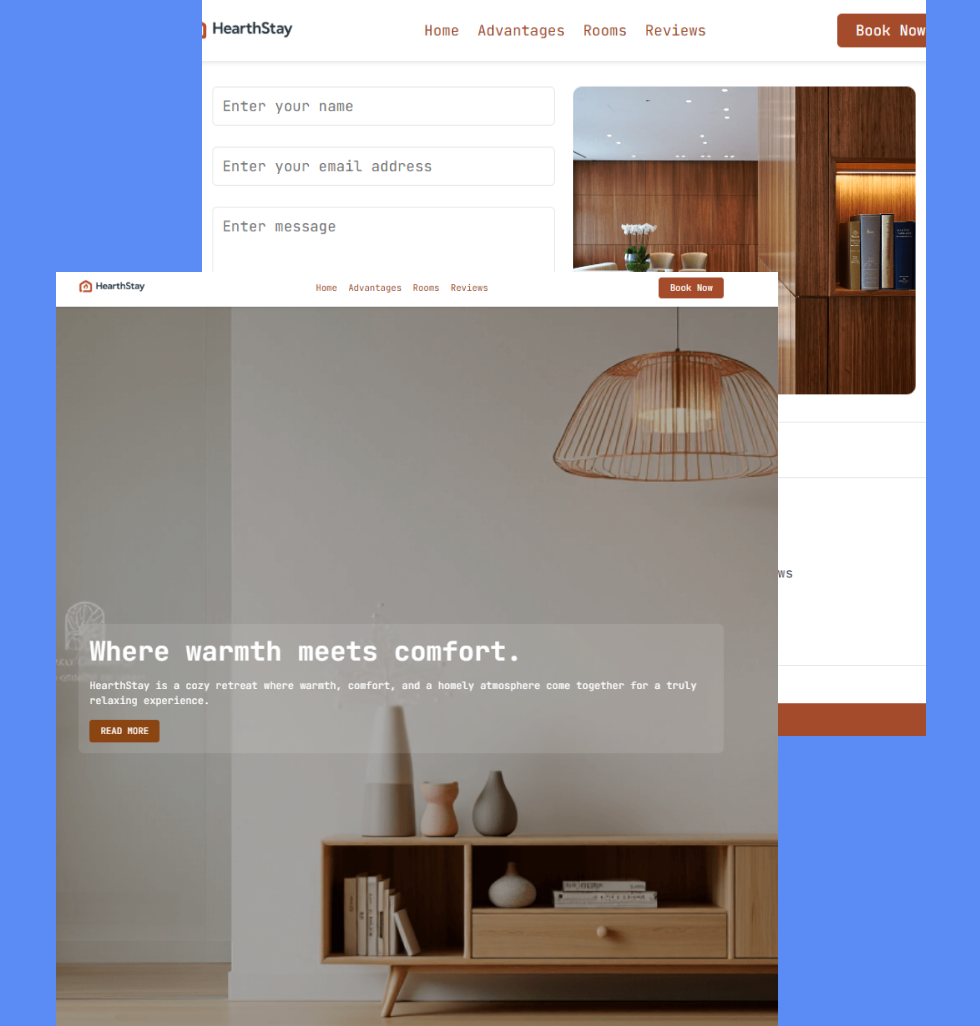 HearthStay
Home Advantages Rooms Reviews
Book Now
Enter your name
Enter your email address
Enter message
HearthStay
Home Advantages Rooms Reviews
Book Now
Where warmth meets comfort.
HearthStay is a cozy retreat where warmth, comfort, and a homely atmosphere come together for a truly
relaxing experience.
READ MORE
ws